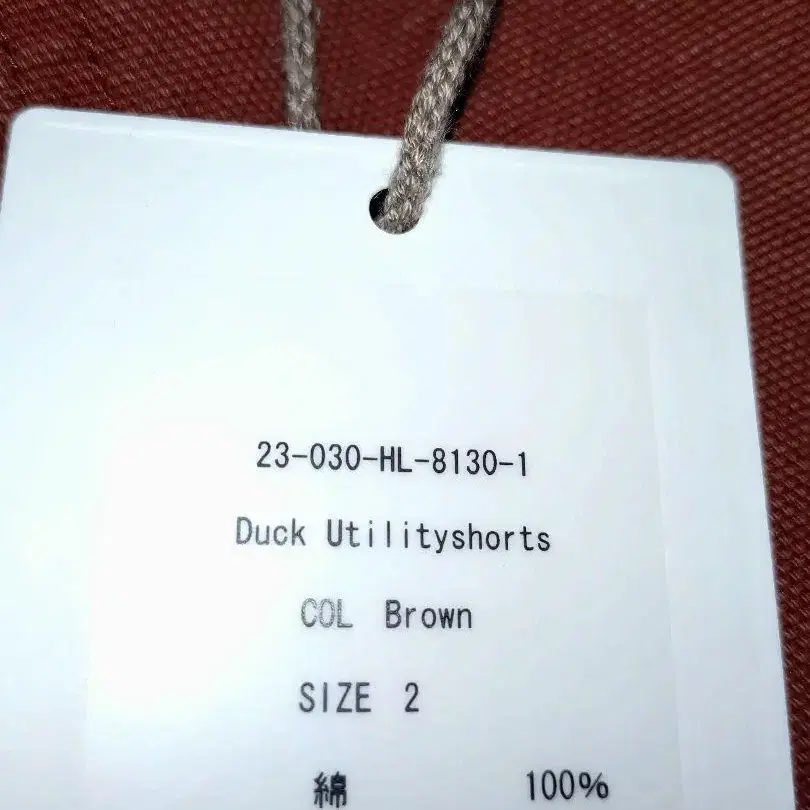 23-030-HL-8130-1
Duck Utilityshorts
COL Brown
SIZE 2
綿 100%